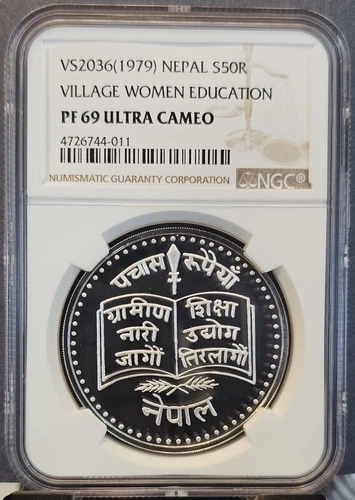 VS2036(1979) NEPAL S50R
VILLAGE WOMEN EDUCATION
PF 69 ULTRA CAMEO
4726744-011
NUMISMATIC GUARANTY CORPORATION
NGC®
पचास रुपैयाँ
ग्रामीण
नारी
जागौं
शिक्षा
उद्योग
तिरलागौं
नेपाल